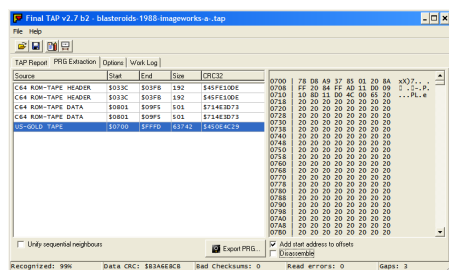 Final TAP v2.7 b2 - blasteroids-1988-imageworks-a-.tap
File Help
TAP Report PRG Extraction Options Work Log
Source Start End Size CRC32
C64 ROM-TAPE HEADER $033C $03FB 192 $45FE10DE
C64 ROM-TAPE HEADER $033C $03FB 192 $45FE10DE
C64 ROM-TAPE DATA $0801 $09F5 501 $714E3D73
C64 ROM-TAPE DATA $0801 $09F5 501 $714E3D73
US-GOLD TAPE $0700 $FFFD 63742 $450E4C29
0700 | 78 D8 A9 37 85 01 20 8A xX)7.. .
0708 | FF 20 84 FF AD 11 D0 09
0710 | 10 8D 11 D0 4C 00 65 20 ...PL.e
0718 | 20 20 20 20 20 20 20 20
0720 | 20 20 20 20 20 20 20 20
0728 | 20 20 20 20 20 20 20 20
0730 | 20 20 20 20 20 20 20 20
0738 | 20 20 20 20 20 20 20 20
0740 | 20 20 20 20 20 20 20 20
0748 | 20 20 20 20 20 20 20 20
0750 | 20 20 20 20 20 20 20 20
0758 | 20 20 20 20 20 20 20 20
0760 | 20 20 20 20 20 20 20 20
0768 | 20 20 20 20 20 20 20 20
0770 | 20 20 20 20 20 20 20 20
0778 | 20 20 20 20 20 20 20 20
0780 | 20 20 20 20 20 20 20 20
0788 | 20 20 20 20 20 20 20 20
0790 | 20 20 20 20 20 20 20 20
0798 | 20 20 20 20 20 20 20 20
07A0 | 20 20 20 20 20 20 20 20
07A8 | 20 20 20 20 20 20 20 20
07B0 | 20 20 20 20 20 20 20 20
Unify sequential neighbours
Export PRG...
Add start address to offsets
Disassemble
Recognized: 99% Data CRC: $B3A6E8CB Bad Checksums: 0 Read errors: 0 Gaps: 3